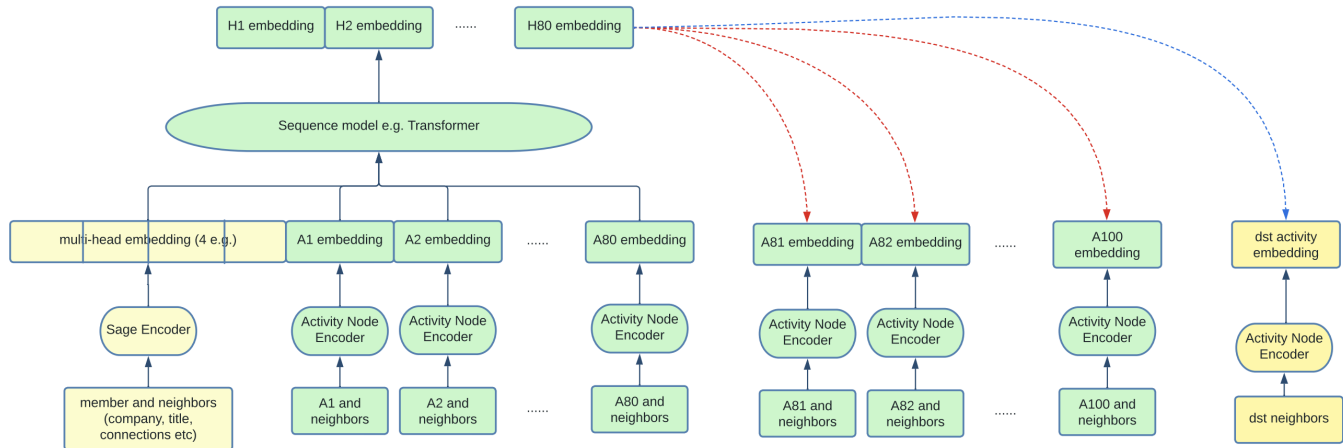 H1 embedding
H2 embedding
......
H80 embedding
Sequence model e.g. Transformer
multi-head embedding (4 e.g.)
A1 embedding
A2 embedding
......
A80 embedding
A81 embedding
A82 embedding
......
A100
embedding
dst activity
embedding
Sage Encoder
Activity Node
Encoder
Activity Node
Encoder
Activity Node
Encoder
Activity Node
Encoder
Activity Node
Encoder
Activity Node
Encoder
Activity Node
Encoder
member and neighbors
(company, title,
connections etc)
A1 and
neighbors
A2 and
neighbors
......
A80 and
neighbors
A81 and
neighbors
A82 and
neighbors
......
A100 and
neighbors
dst neighbors